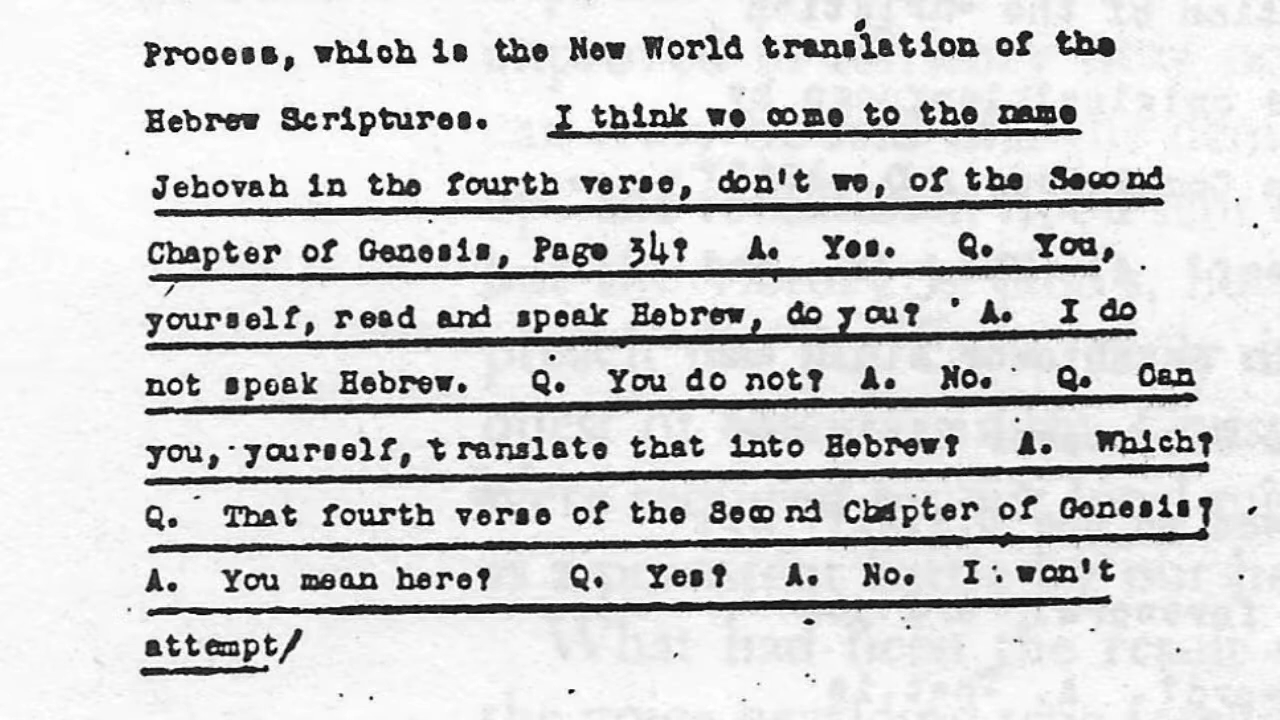 Process, which is the New World translation of the
Hebrew Scriptures. I think we come to the name
Jehovah in the fourth verse, don't we, of the Second
Chapter of Genesis, Page 34? A. Yes. Q. You,
yourself, read and speak Hebrew, do you? A. I do
not speak Hebrew. Q. You do not? A. No. Q. Can
you, yourself, translate that into Hebrew? A. Which?
Q. That fourth verse of the Second Chapter of Genesis?
A. You mean here? Q. Yes? A. No. I won't
attempt/